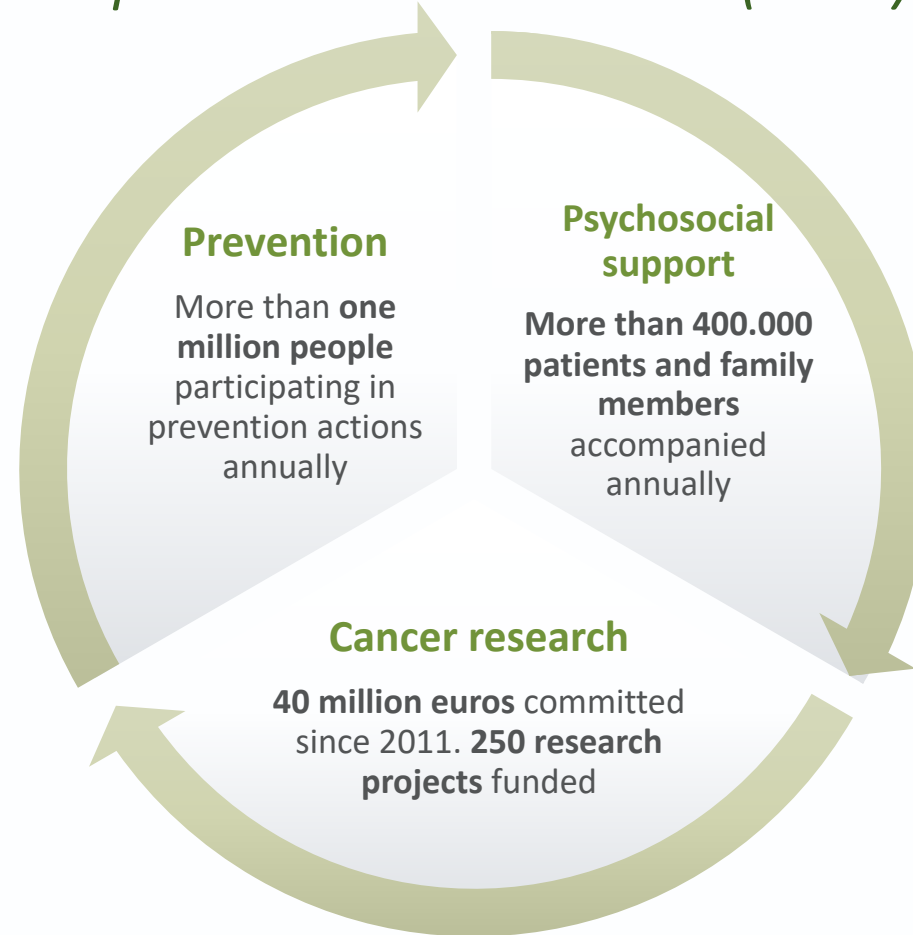 Prevention
More than one
million people
participating in
prevention actions
annually
Psychosocial
support
More than 400.000
patients and family
members
accompanied
annually
Cancer research
40 million euros committed
since 2011. 250 research
projects funded